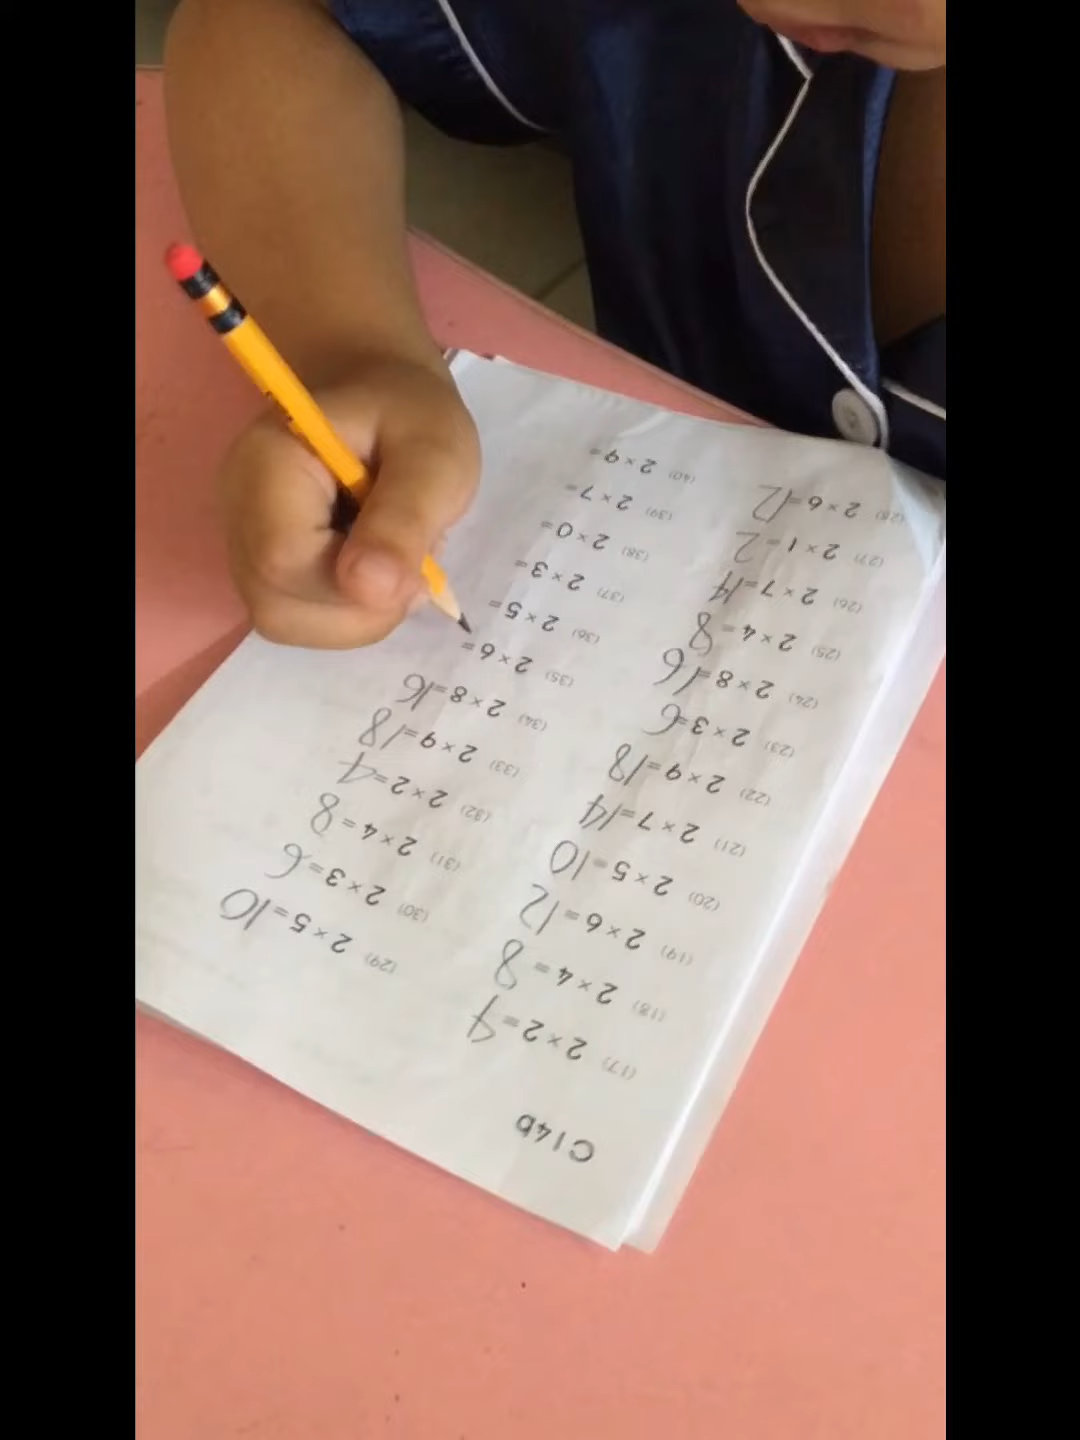 C14b
(17) 2 × 2 = 4
(18) 2 × 4 = 8
(19) 2 × 6 = 12
(20) 2 × 5 = 10
(21) 2 × 7 = 14
(22) 2 × 9 = 18
(23) 2 × 3 = 6
(24) 2 × 8 = 16
(25) 2 × 4 = 8
(26) 2 × 7 = 14
(27) 2 × 1 = 2
(28) 2 × 6 = 12
(29) 2 × 5 = 10
(30) 2 × 3 = 6
(31) 2 × 4 = 8
(32) 2 × 2 = 4
(33) 2 × 9 = 18
(34) 2 × 8 = 16
(35) 2 × 6 =
(36) 2 × 5 =
(37) 2 × 3 =
(38) 2 × 0 =
(39) 2 × 7 =
(40) 2 × 9 =